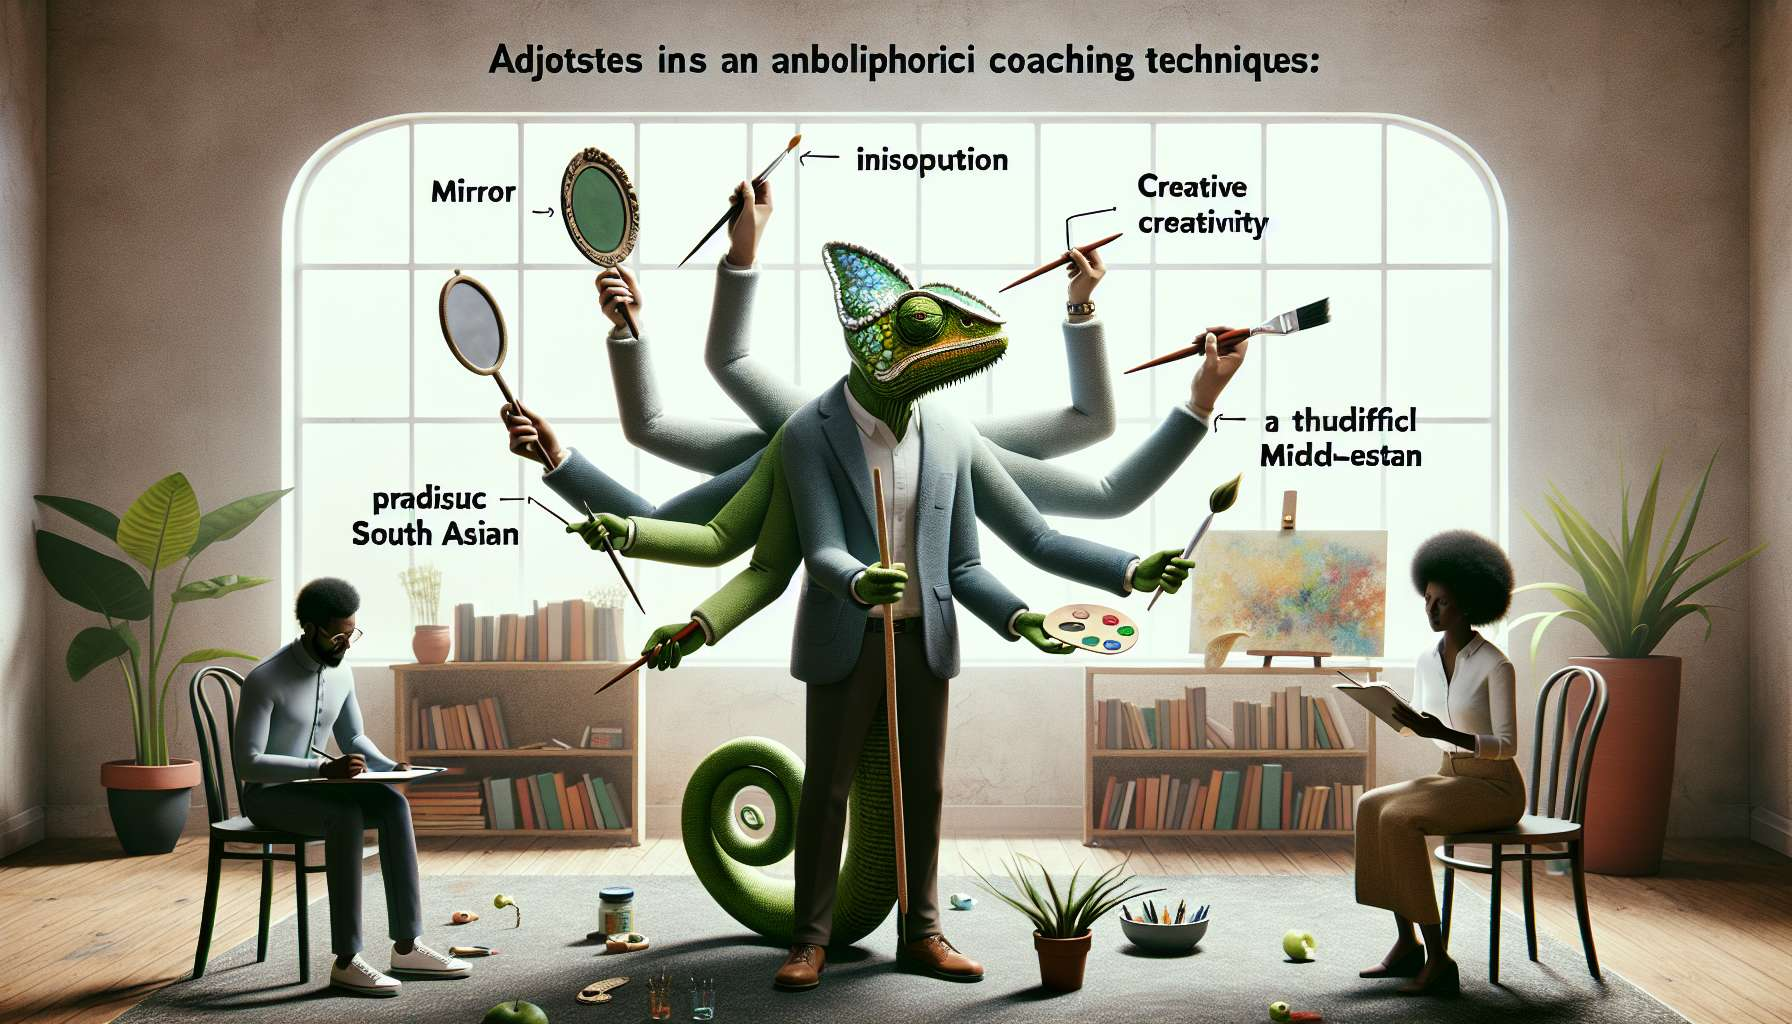 Adjotstes ins an anboliphorici coaching techniques:
Mirror
inisopution
Creative
creativity
a thudifficl
Midd-estan
pradisuc
South Asian